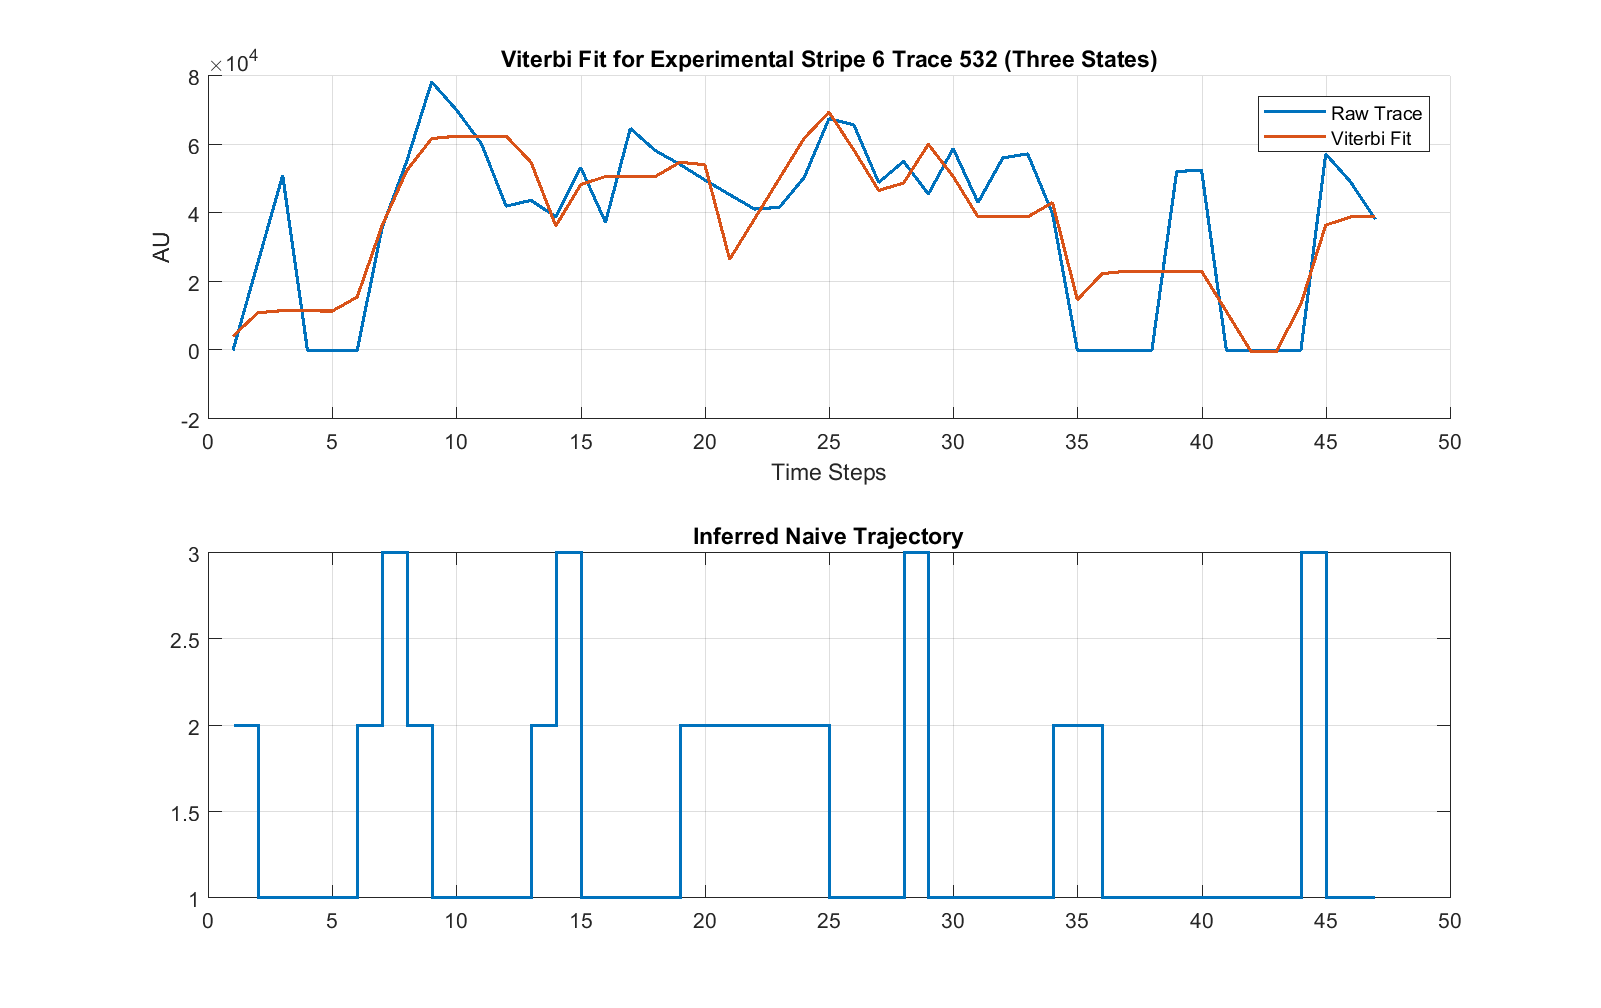 Viterbi Fit for Experimental Stripe 6 Trace 532 (Three States)
×10⁴
8
6
4
2
0
-2
AU
Raw Trace
Viterbi Fit
0 5 10 15 20 25 30 35 40 45 50
Time Steps
Inferred Naive Trajectory
3
2.5
2
1.5
1
0 5 10 15 20 25 30 35 40 45 50